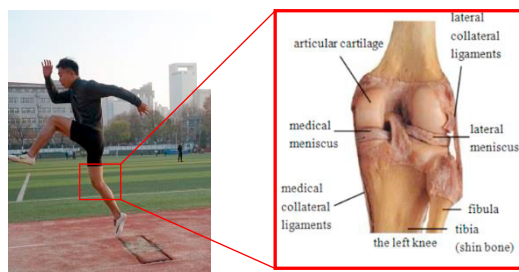 lateral
collateral
ligaments
articular cartilage
medical
meniscus
lateral
meniscus
medical
collateral
ligaments
fibula
tibia
(shin bone)
the left knee